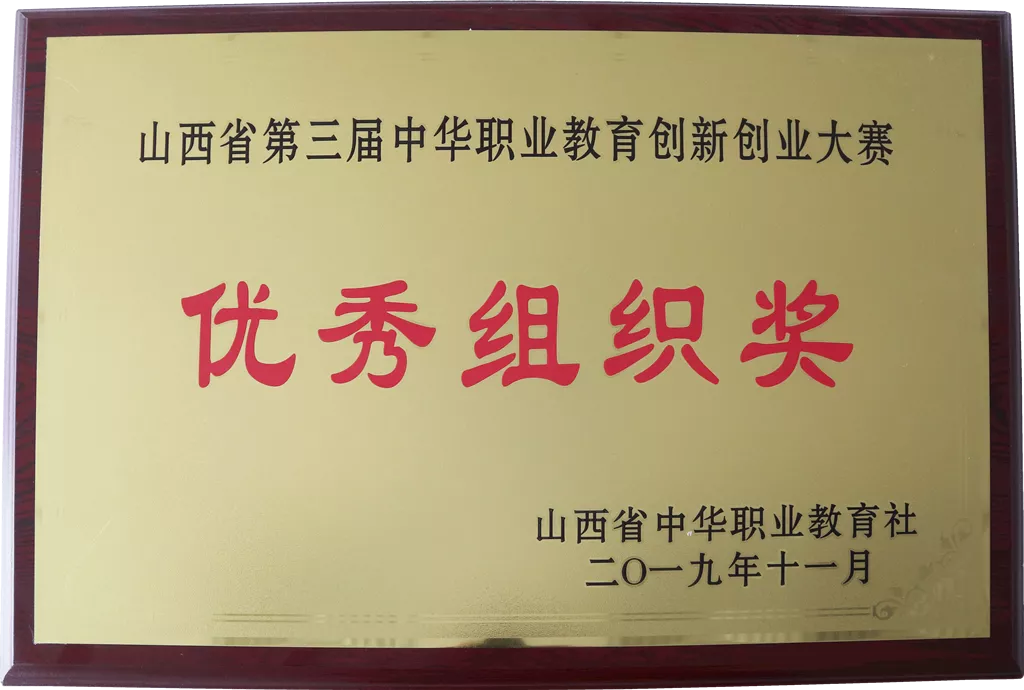 山西省第三届中华职业教育创新创业大赛
优秀组织奖
山西省中华职业教育社
二〇一九年十一月